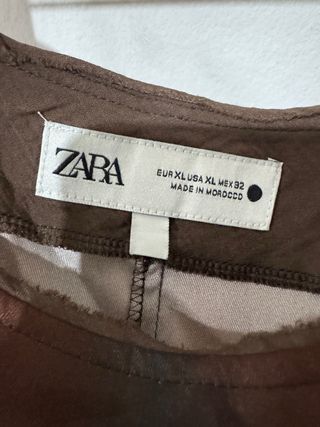 ZARA
EUR XL USA XL MEX 32
MADE IN MOROCCO